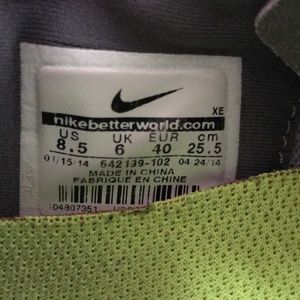 XE
nikebetterworld.com
US UK EUR cm
8.5 6 40 25.5
01/15/14 642139-102 04/24/14
MADE IN CHINA
FABRIQUE EN CHINE